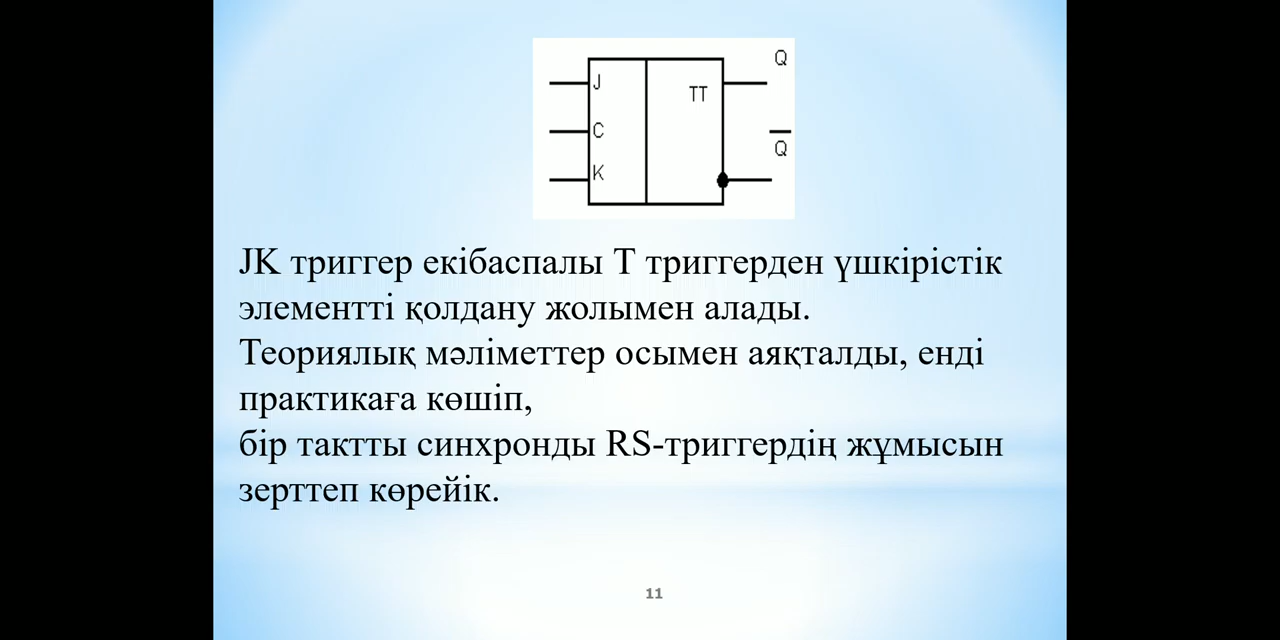 Q
J
TT
C
Q
K
JK триггер екібаспалы Т триггерден үшкірістік
элементті қолдану жолымен алады.
Теориялық мәліметтер осымен аяқталды, енді
практикаға көшіп,
бір тактты синхронды RS-триггердің жұмысын
зерттеп көрейік.
11